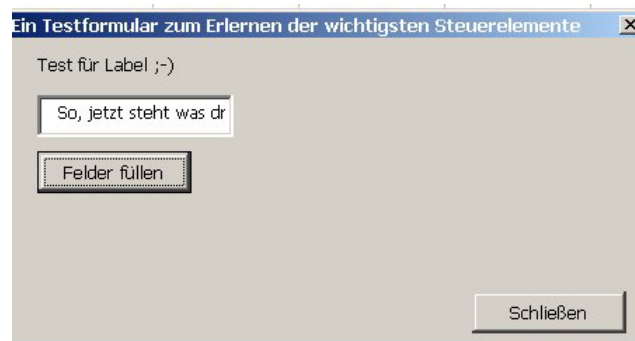 Ein Testformular zum Erlernen der wichtigsten Steuerelemente
Test für Label ;-)
So, jetzt steht was dr
Felder füllen
Schließen